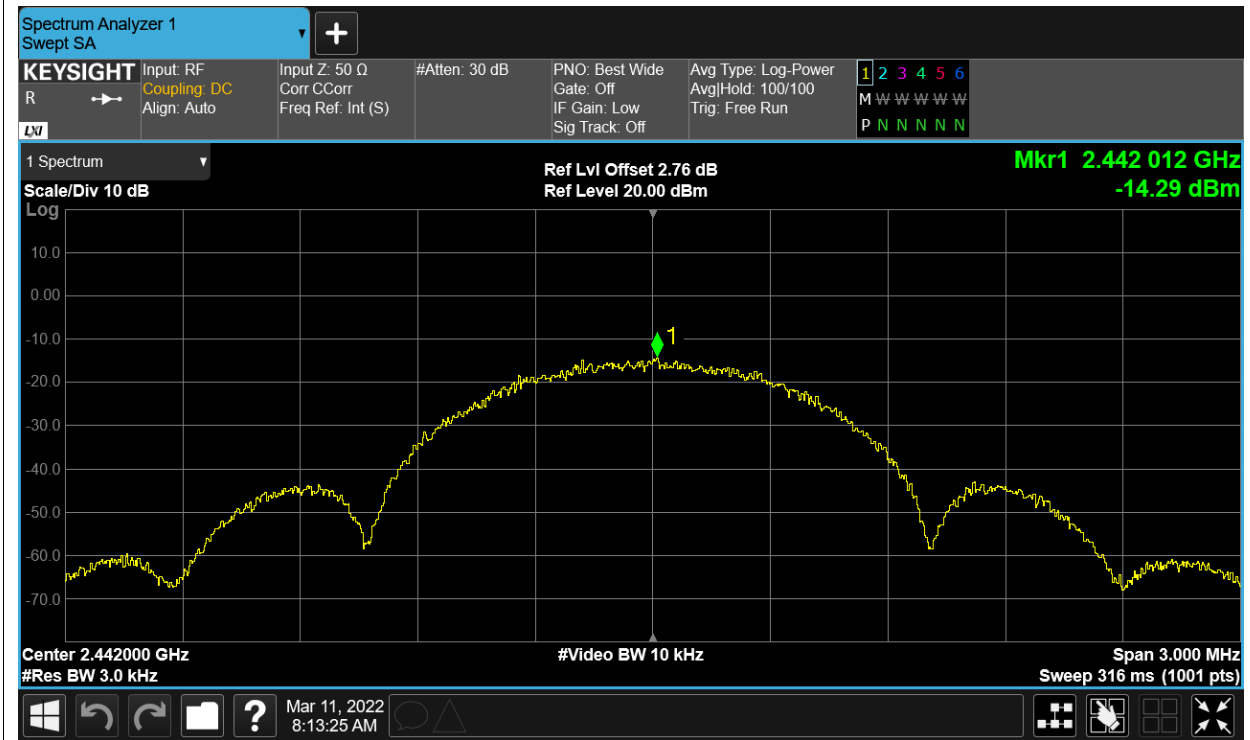 Spectrum Analyzer 1
Swept SA
KEYSIGHT
R
LXI
Input: RF
Coupling: DC
Align: Auto
Input Z: 50 Ω
Corr CCorr
Freq Ref: Int (S)
#Atten: 30 dB
PNO: Best Wide
Gate: Off
IF Gain: Low
Sig Track: Off
Avg Type: Log-Power
Avg|Hold: 100/100
Trig: Free Run
1 2 3 4 5 6
M W W W W W
P N N N N N
1 Spectrum
Scale/Div 10 dB
Log
Ref Lvl Offset 2.76 dB
Ref Level 20.00 dBm
Mkr1 2.442 012 GHz
-14.29 dBm
10.0
0.00
-10.0
-20.0
-30.0
-40.0
-50.0
-60.0
-70.0
1
Center 2.442000 GHz
#Res BW 3.0 kHz
#Video BW 10 kHz
Span 3.000 MHz
Sweep 316 ms (1001 pts)
?
Mar 11, 2022
8:13:25 AM